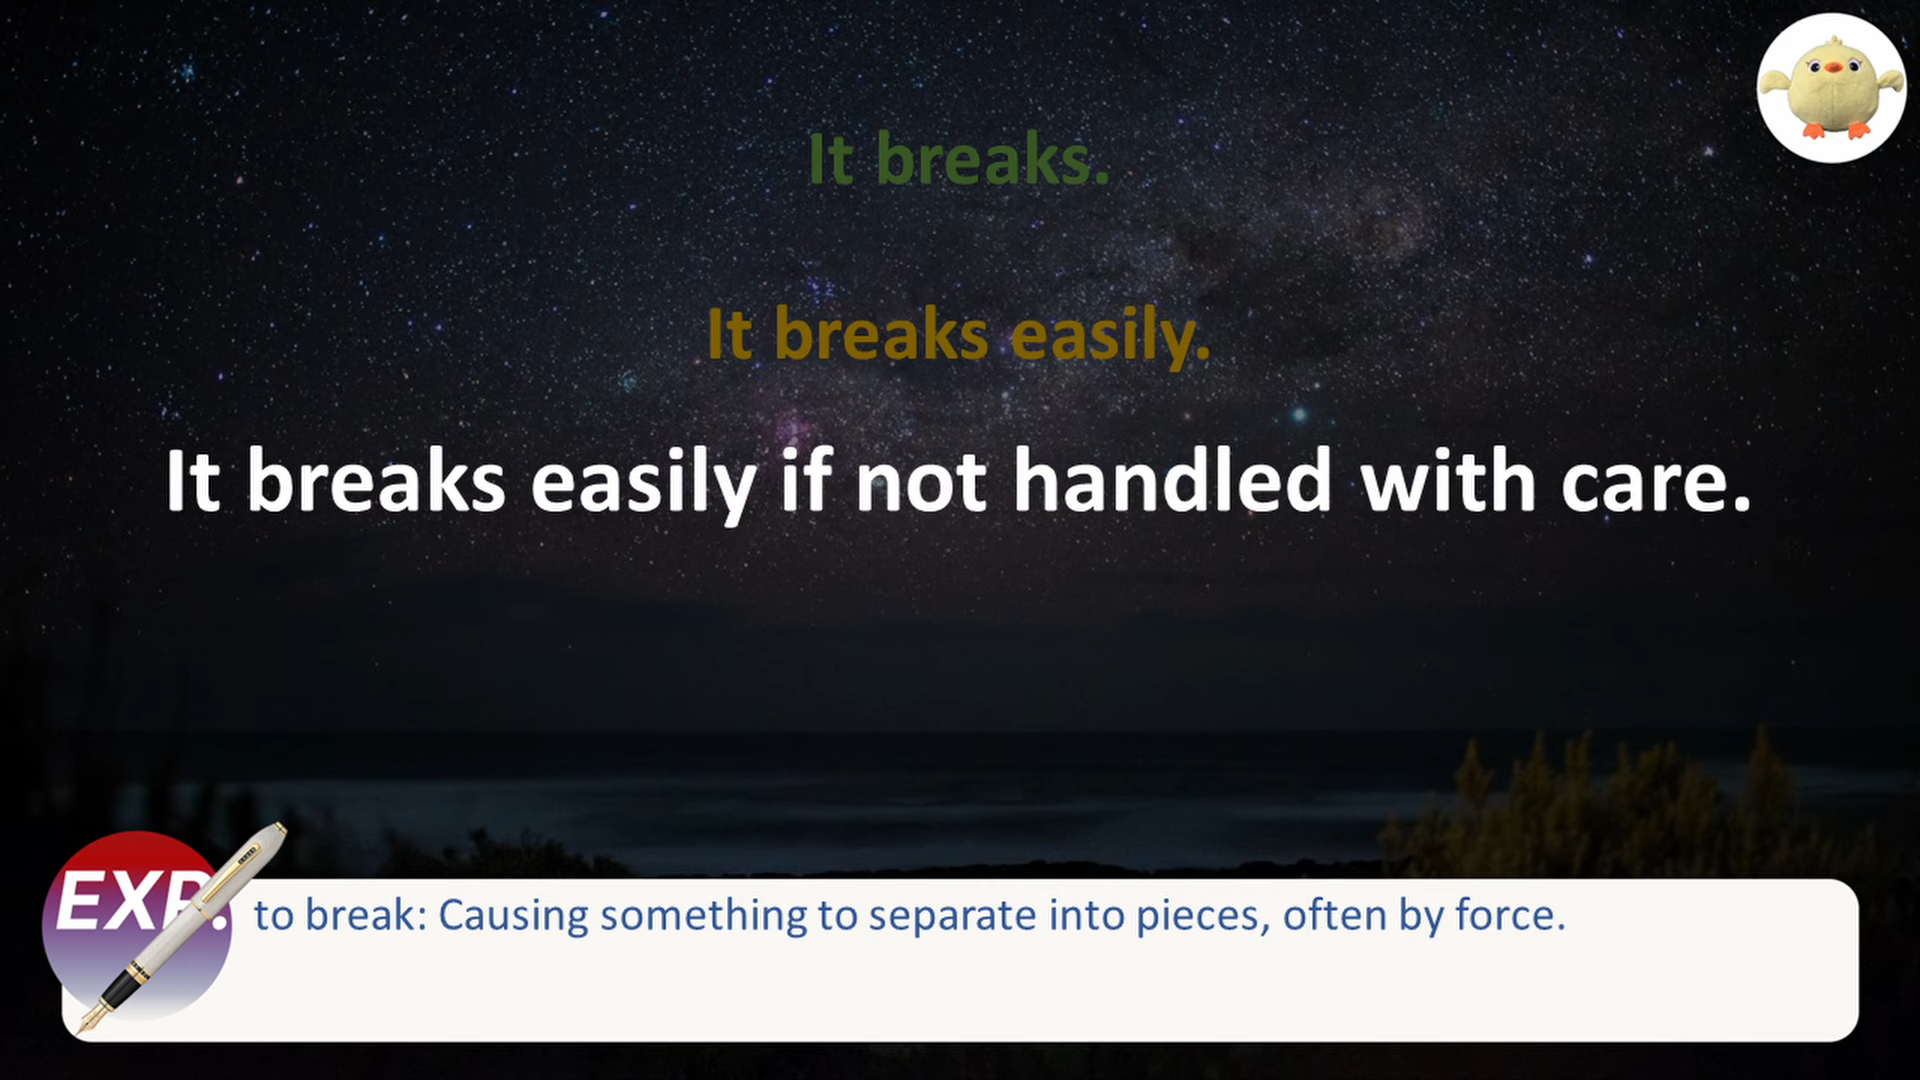 It breaks.
It breaks easily.
It breaks easily if not handled with care.
EXP.
to break: Causing something to separate into pieces, often by force.